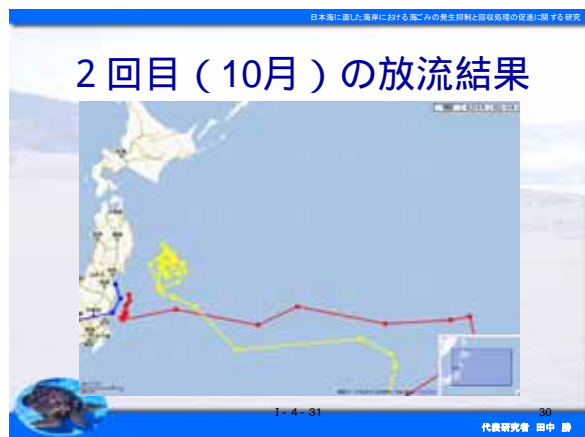 日本海に面した海岸における海ごみの発生抑制と回収処理の促進に関する研究
2回目(10月)の放流結果
I-4-31
30
代表研究者 田中 勝